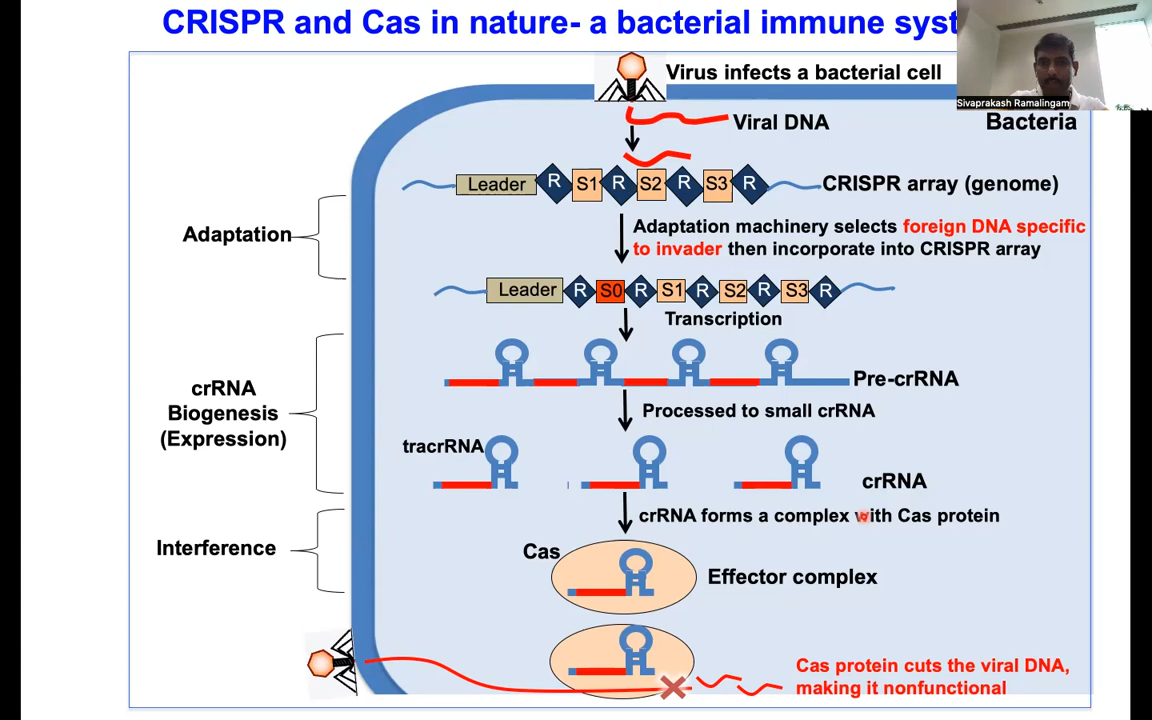 CRISPR and Cas in nature- a bacterial immune syst
Sivaprakash Ramalingam
Virus infects a bacterial cell
Viral DNA
Bacteria
Leader R S1 R S2 R S3 R
CRISPR array (genome)
Adaptation
Adaptation machinery selects foreign DNA specific
to invader then incorporate into CRISPR array
Leader R S0 R S1 R S2 R S3 R
Transcription
Pre-crRNA
crRNA
Biogenesis
(Expression)
Processed to small crRNA
tracrRNA
crRNA
crRNA forms a complex with Cas protein
Interference
Cas
Effector complex
Cas protein cuts the viral DNA,
making it nonfunctional